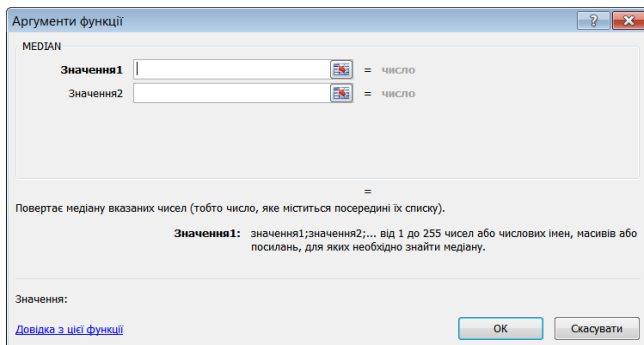 Аргументи функції
MEDIAN
Значення1 = число
Значення2 = число
=
Повертає медіану вказаних чисел (тобто число, яке міститься посередині їх списку).
Значення1: значення1;значення2;... від 1 до 255 чисел або числових імен, масивів або
посилань, для яких необхідно знайти медіану.
Значення:
Довідка з цієї функції
ОК
Скасувати